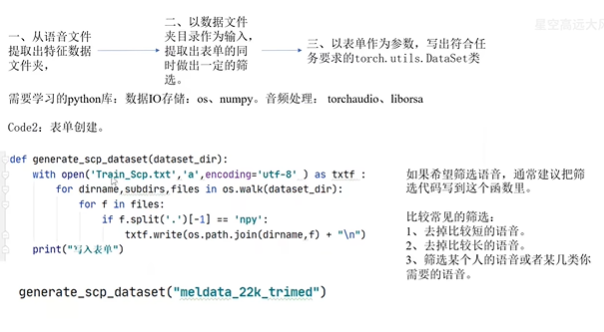 星空高远大
一、从语音文件
提取出特征数据
文件夹,
二、以数据文件
夹目录作为输入,
提取出表单的同
时做出一定的筛
选。
三、以表单作为参数,写出符合任
务要求的torch.utils.DataSet类
需要学习的python库:数据IO存储:os、numpy。音频处理: torchaudio、liborsa
Code2:表单创建。
def generate_scp_dataset(dataset_dir):
with open('Train_Scp.txt','a',encoding='utf-8' ) as txtf :
for dirname,subdirs,files in os.walk(dataset_dir):
for f in files:
if f.split('.')[-1] == 'npy':
txtf.write(os.path.join(dirname,f) + "\n")
print("写入表单")
generate_scp_dataset("meldata_22k_trimed")
如果希望筛选语音,通常建议把筛
选代码写到这个函数里。
比较常见的筛选:
1、去掉比较短的语音。
2、去掉比较长的语音。
3、筛选某个人的语音或者某几类你
需要的语音。